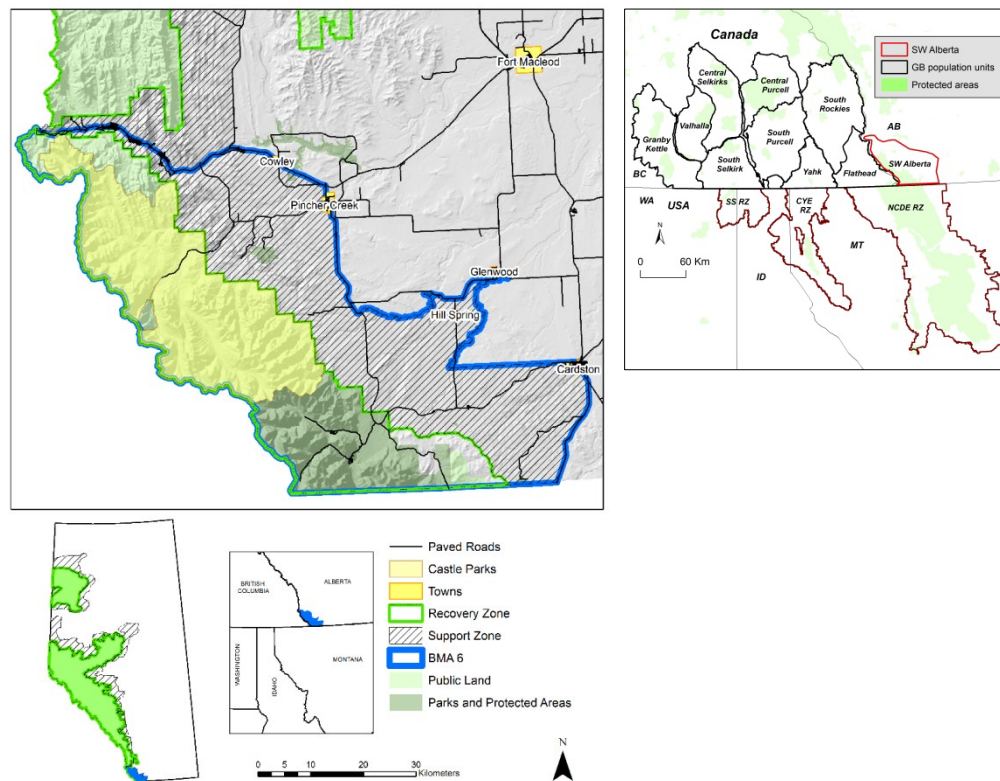 Fort Macleod
Cowley
Pincher Creek
Glenwood
Hill Spring
Cardston
Canada
SW Alberta
GB population units
Protected areas
Central
Selkirks
Central
Purcell
South
Rockies
Valhalla
Granby
Kettle
South
Purcell
AB
SW Alberta
BC
South
Selkirk
Yahk
Flathead
WA
USA
SS RZ
CYE
RZ
NCDE RZ
N
0 60 Km
MT
ID
BRITISH
COLUMBIA
ALBERTA
WASHINGTON
IDAHO
MONTANA
Paved Roads
Castle Parks
Towns
Recovery Zone
Support Zone
BMA 6
Public Land
Parks and Protected Areas
0 5 10 20 30
Kilometers
N